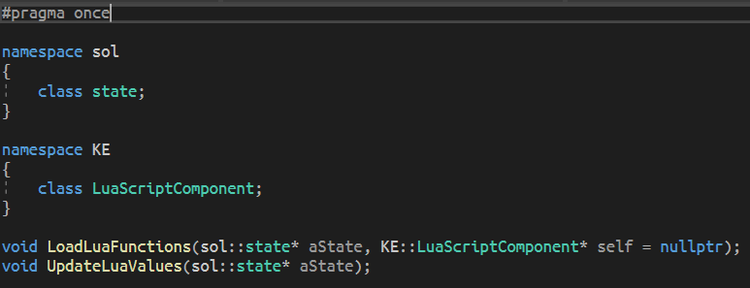 #pragma once
namespace sol
{
class state;
}
namespace KE
{
class LuaScriptComponent;
}
void LoadLuaFunctions(sol::state* aState, KE::LuaScriptComponent* self = nullptr);
void UpdateLuaValues(sol::state* aState);